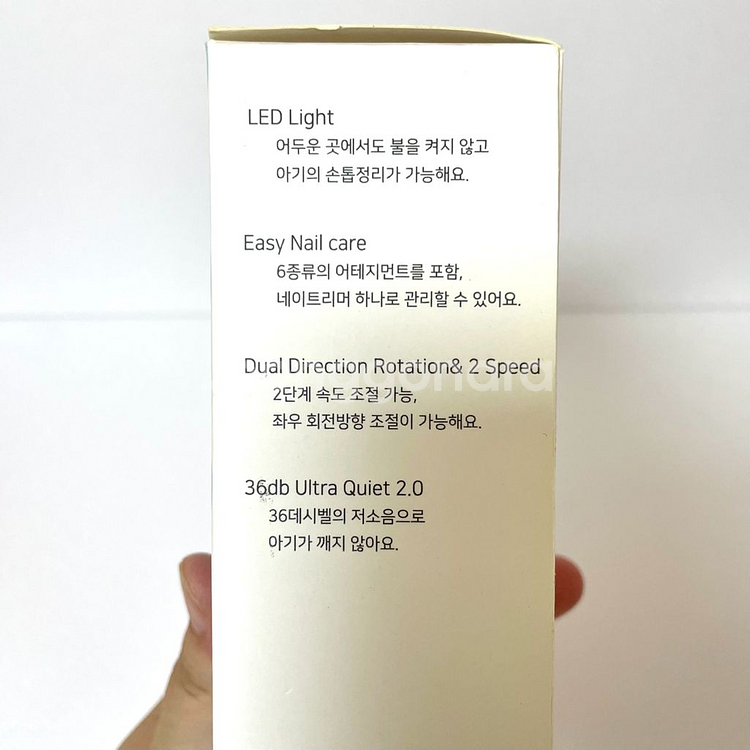 LED Light
어두운 곳에서도 불을 켜지 않고
아기의 손톱정리가 가능해요.
Easy Nail care
6종류의 어테지먼트를 포함,
네이트리머 하나로 관리할 수 있어요.
Dual Direction Rotation& 2 Speed
2단계 속도 조절 가능,
좌우 회전방향 조절이 가능해요.
36db Ultra Quiet 2.0
36데시벨의 저소음으로
아기가 깨지 않아요.